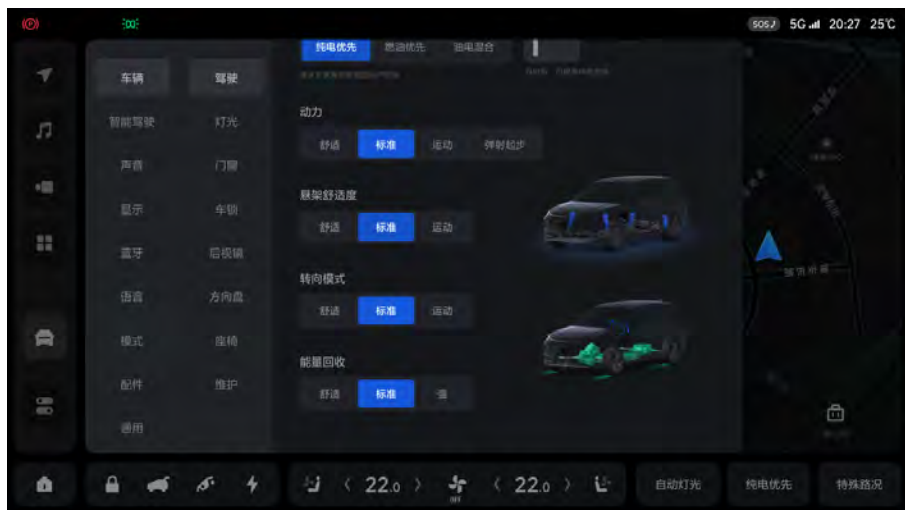 (P)
SOS
5G
20:27
25℃
纯电优先
燃油优先
油电混合
车辆
驾驶
智能驾驶
灯光
声音
门窗
显示
车锁
蓝牙
后视镜
语言
方向盘
模式
座椅
配件
维护
通用
动力
舒适
标准
运动
弹射起步
悬架舒适度
舒适
标准
运动
转向模式
舒适
标准
运动
能量回收
舒适
标准
强
22.0
OFF
22.0
自动灯光
纯电优先
特殊路况